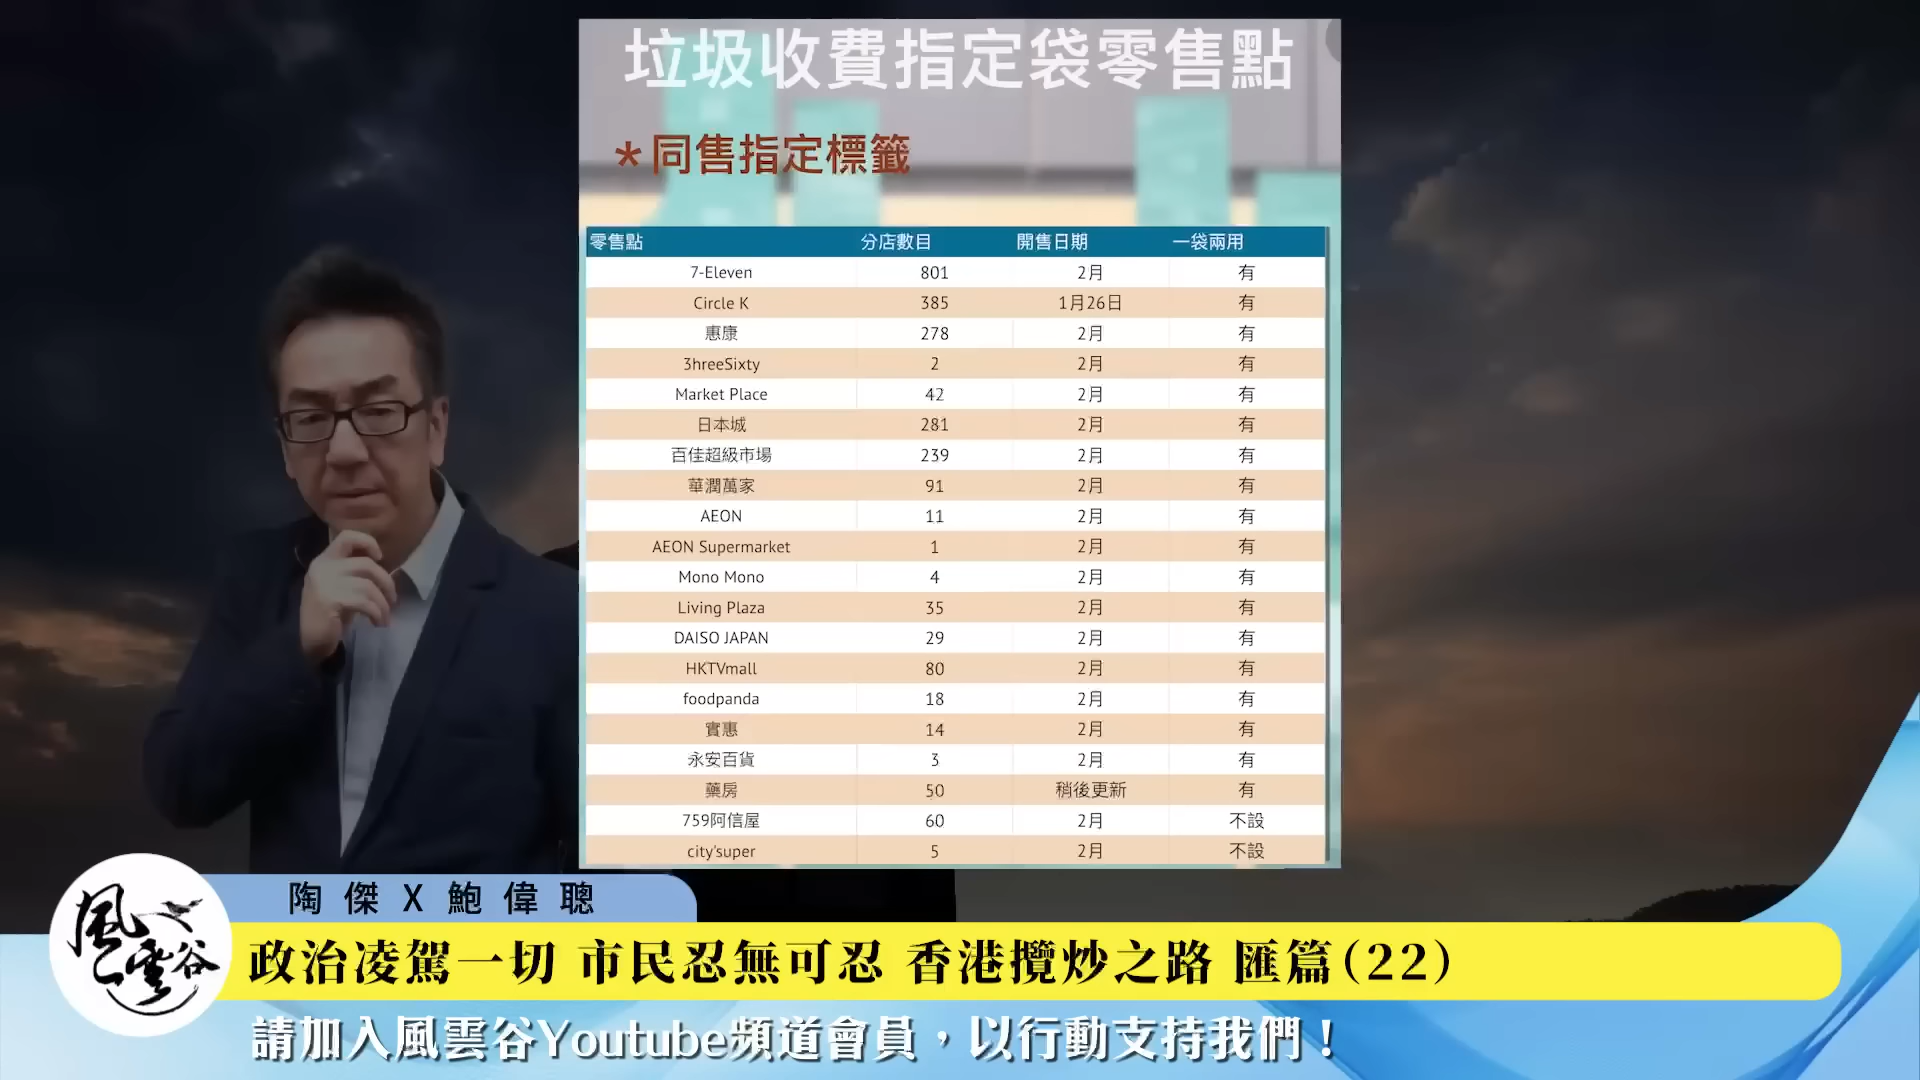 垃圾收費指定袋零售點
*同售指定標籤
零售點 分店數目 開售日期 一袋兩用
7-Eleven 801 2月 有
Circle K 385 1月26日 有
惠康 278 2月 有
3hreeSixty 2 2月 有
Market Place 42 2月 有
日本城 281 2月 有
百佳超級市場 239 2月 有
華潤萬家 91 2月 有
AEON 11 2月 有
AEON Supermarket 1 2月 有
Mono Mono 4 2月 有
Living Plaza 35 2月 有
DAISO JAPAN 29 2月 有
HKTVmall 80 2月 有
foodpanda 18 2月 有
實惠 14 2月 有
永安百貨 3 2月 有
藥房 50 稍後更新 有
759阿信屋 60 2月 不設
city'super 5 2月 不設
陶傑X鮑偉聰
風雲谷
政治凌駕一切 市民忍無可忍 香港攬炒之路 匯篇(22)
請加入風雲谷Youtube頻道會員，以行動支持我們！